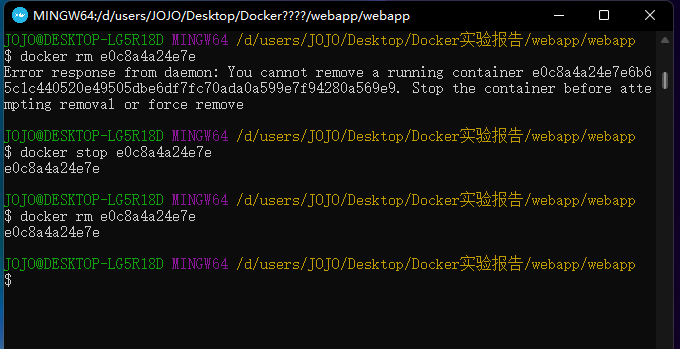 MINGW64:/d/users/JOJO/Desktop/Docker????/webapp/webapp
JOJO@DESKTOP-LG5R18D MINGW64 /d/users/JOJO/Desktop/Docker实验报告/webapp/webapp
$ docker rm e0c8a4a24e7e
Error response from daemon: You cannot remove a running container e0c8a4a24e7e6b6
5c1c440520e49505dbe6df7fc70ada0a599e7f94280a569e9. Stop the container before atte
mpting removal or force remove
JOJO@DESKTOP-LG5R18D MINGW64 /d/users/JOJO/Desktop/Docker实验报告/webapp/webapp
$ docker stop e0c8a4a24e7e
e0c8a4a24e7e
JOJO@DESKTOP-LG5R18D MINGW64 /d/users/JOJO/Desktop/Docker实验报告/webapp/webapp
$ docker rm e0c8a4a24e7e
e0c8a4a24e7e
JOJO@DESKTOP-LG5R18D MINGW64 /d/users/JOJO/Desktop/Docker实验报告/webapp/webapp
$